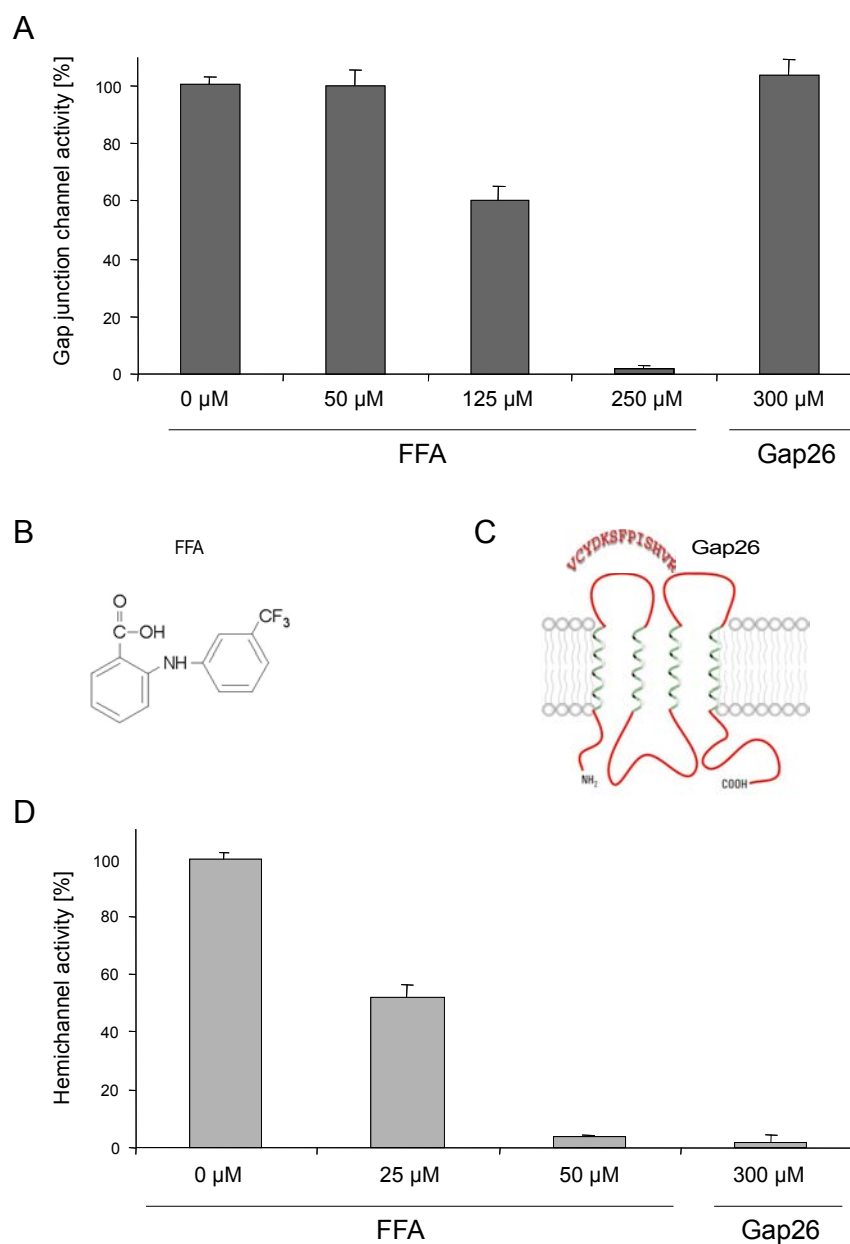 A
Gap junction channel activity [%]
100
80
60
40
20
0
0 µM 50 µM 125 µM 250 µM 300 µM
FFA Gap26
B
FFA
O
C–OH
NH
CF₃
C
VCYDKSFPISHVR
Gap26
NH₂
COOH
D
Hemichannel activity [%]
100
80
60
40
20
0
0 µM 25 µM 50 µM 300 µM
FFA Gap26